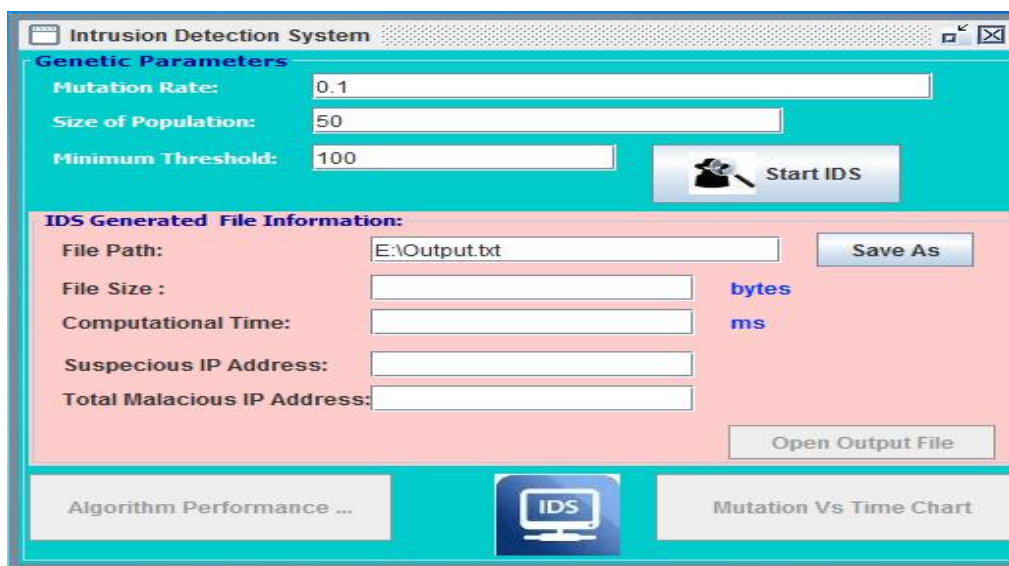 Intrusion Detection System
Genetic Parameters
Mutation Rate: 0.1
Size of Population: 50
Minimum Threshold: 100
Start IDS
IDS Generated File Information:
File Path: E:\Output.txt Save As
File Size : bytes
Computational Time: ms
Suspecious IP Address:
Total Malacious IP Address:
Open Output File
Algorithm Performance ... IDS Mutation Vs Time Chart